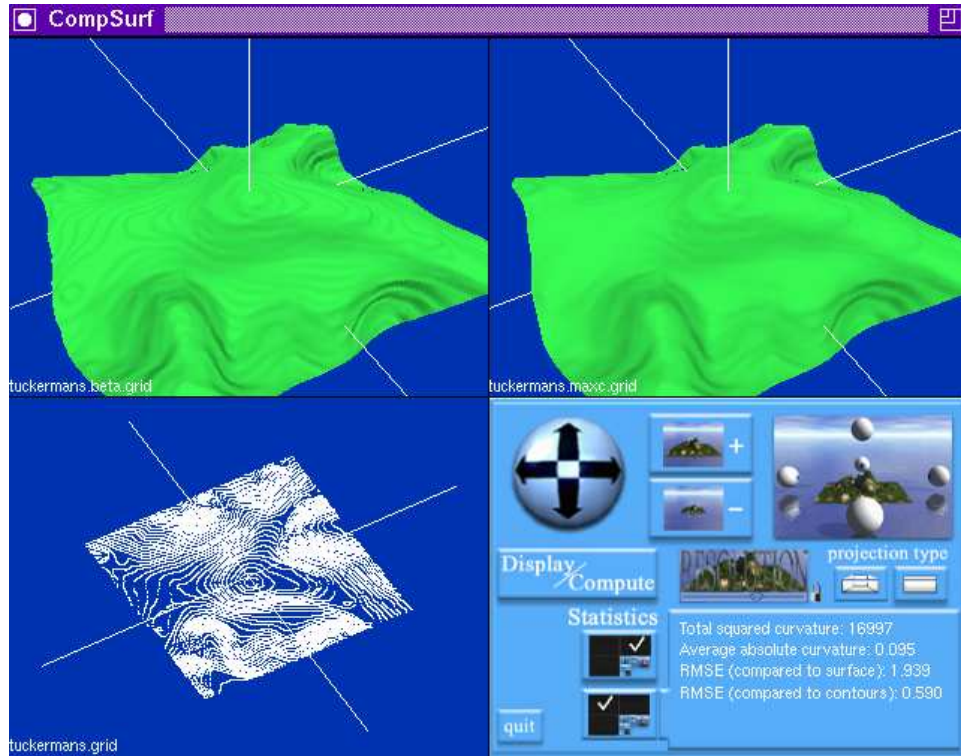 CompSurf
tuckermans.beta.grid
tuckermans.maxc.grid
tuckermans.grid
+
−
projection type
Display/Compute
Statistics
Total squared curvature: 16997
Average absolute curvature: 0.095
RMSE (compared to surface): 1.939
RMSE (compared to contours): 0.590
quit